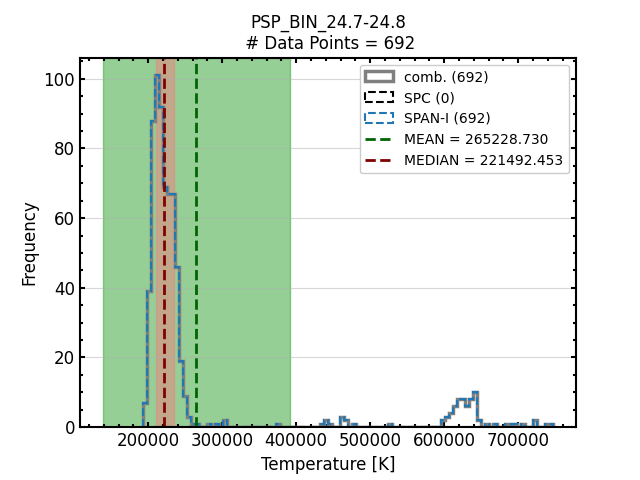 PSP_BIN_24.7-24.8
# Data Points = 692
comb. (692)
SPC (0)
SPAN-I (692)
MEAN = 265228.730
MEDIAN = 221492.453
Frequency
100
80
60
40
20
0
200000 300000 400000 500000 600000 700000
Temperature [K]